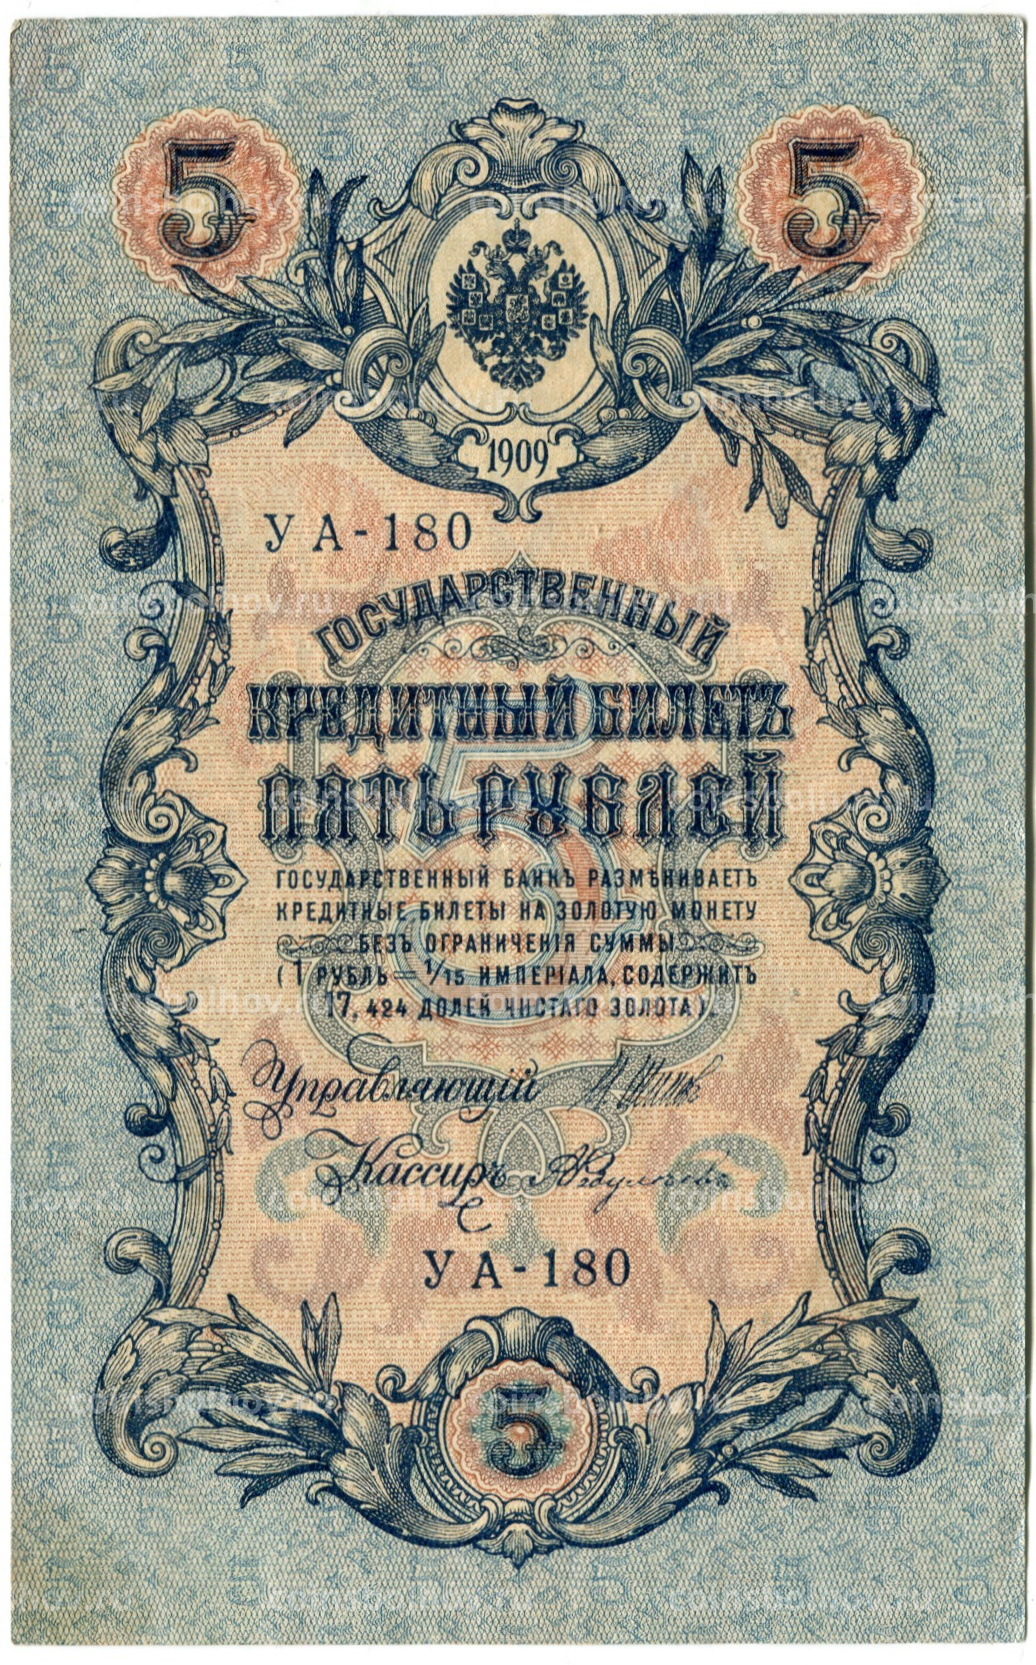 5 5
1909
УА-180
ГОСУДАРСТВЕННЫЙ
КРЕДИТНЫЙ БИЛЕТЪ
ПЯТЬ РУБЛЕЙ
ГОСУДАРСТВЕННЫЙ БАНКЪ РАЗМѢНИВАЕТЪ
КРЕДИТНЫЕ БИЛЕТЫ НА ЗОЛОТУЮ МОНЕТУ
БЕЗЪ ОГРАНИЧЕНІЯ СУММЫ
(1 РУБЛЬ = 1/15 ИМПЕРІАЛА, СОДЕРЖИТЪ
17,424 ДОЛЕЙ ЧИСТАГО ЗОЛОТА).
Управляющій
Кассиръ
УА-180
5